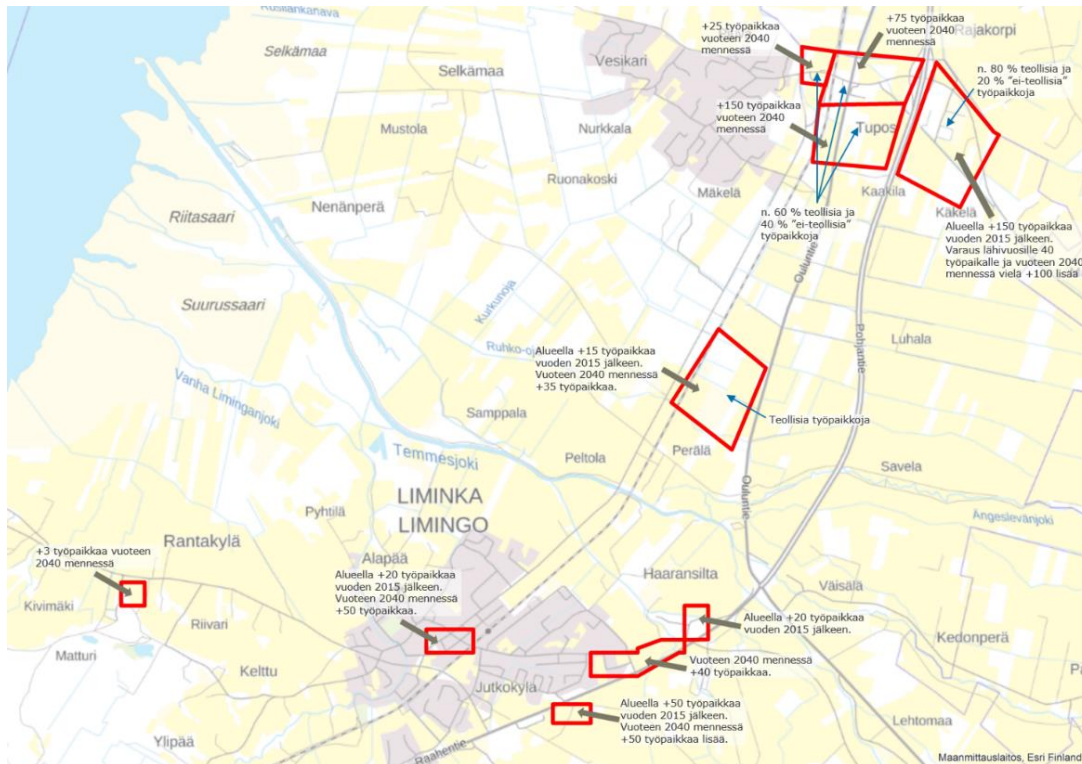 Rusilankanava
Selkämaa
Selkämaa
Vesikari
+25 työpaikkaa
vuoteen 2040
mennessä
+75 työpaikkaa
vuoteen 2040
mennessä
Rajakorpi
n. 80 % teollisia ja
20 % "ei-teollisia"
työpaikkoja
+150 työpaikkaa
vuoteen 2040
mennessä
Mustola
Nurkkala
Tupos
Ruonakoski
Mäkelä
Kaakila
Riitasaari
Nenänperä
n. 60 % teollisia ja
40 % "ei-teollisia"
työpaikkoja
Käkelä
Alueella +150 työpaikkaa
vuoden 2015 jälkeen.
Varaus lähivuosille 40
työpaikalle ja vuoteen 2040
mennessä vielä +100 lisää
Ouluntie
Suurussaari
Kurkunoja
Ruhko-oja
Pohjantie
Luhala
Alueella +15 työpaikkaa
vuoden 2015 jälkeen.
Vuoteen 2040 mennessä
+35 työpaikkaa.
Vanha Liminganjoki
Samppala
Teollisia työpaikkoja
Temmesjoki
Peltola
Perälä
Savela
Ouluntie
LIMINKA
LIMINGO
Pyhtilä
Ängeslevänjoki
Rantakylä
Alapää
+3 työpaikkaa vuoteen
2040 mennessä
Alueella +20 työpaikkaa
vuoden 2015 jälkeen.
Vuoteen 2040 mennessä
+50 työpaikkaa.
Haaransilta
Väisälä
Kivimäki
Riivari
Alueella +20 työpaikkaa
vuoden 2015 jälkeen.
Kedonperä
Matturi
Kelttu
Vuoteen 2040 mennessä
+40 työpaikkaa.
Jutkokylä
Alueella +50 työpaikkaa
vuoden 2015 jälkeen.
Vuoteen 2040 mennessä
+50 työpaikkaa lisää.
Raahentie
Lehtomaa
Ylipää
Maanmittauslaitos, Esri Finland